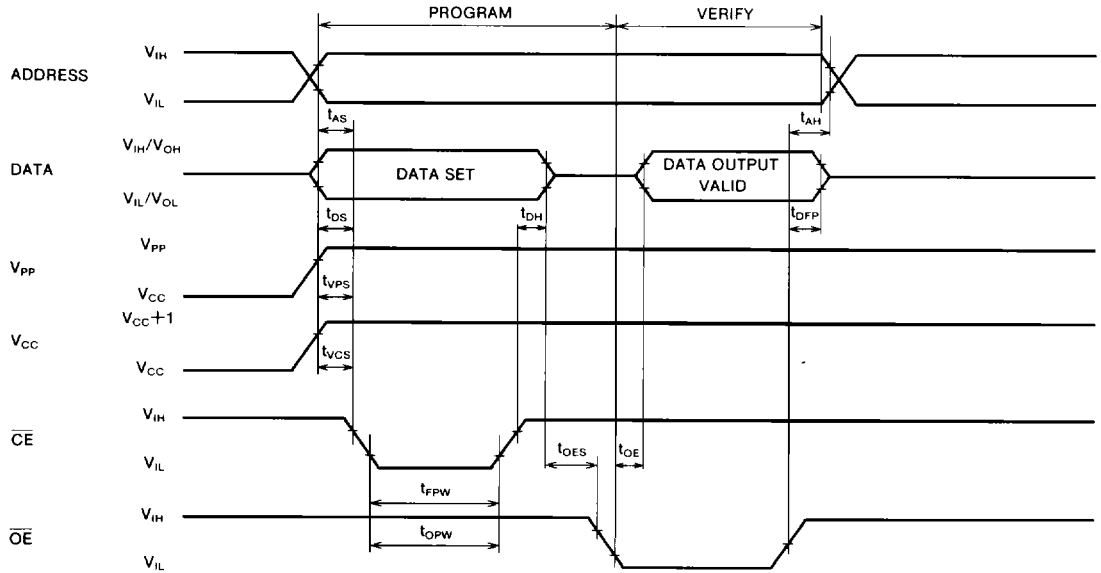 PROGRAM VERIFY
ADDRESS
VIH
VIL
tAS
tAH
DATA
VIH/VOH
DATA SET
DATA OUTPUT
VALID
VIL/VOL
tDS
tDH
tDFP
VPP
VPP
VCC
tVPS
VCC
VCC+1
VCC
tVCS
CE
VIH
VIL
tOES
tOE
tFPW
OE
VIH
VIL
tOPW